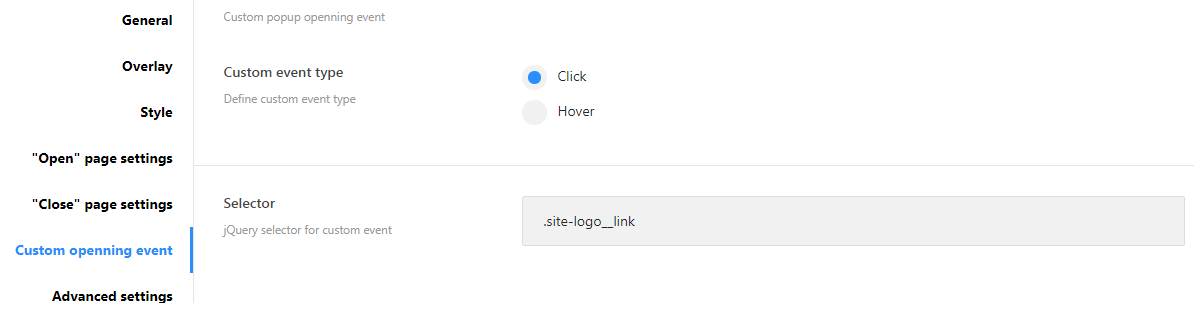 General
Overlay
Style
"Open" page settings
"Close" page settings
Custom openning event
Advanced settings
Custom popup openning event
Custom event type
Define custom event type
Click
Hover
Selector
jQuery selector for custom event
.site-logo__link